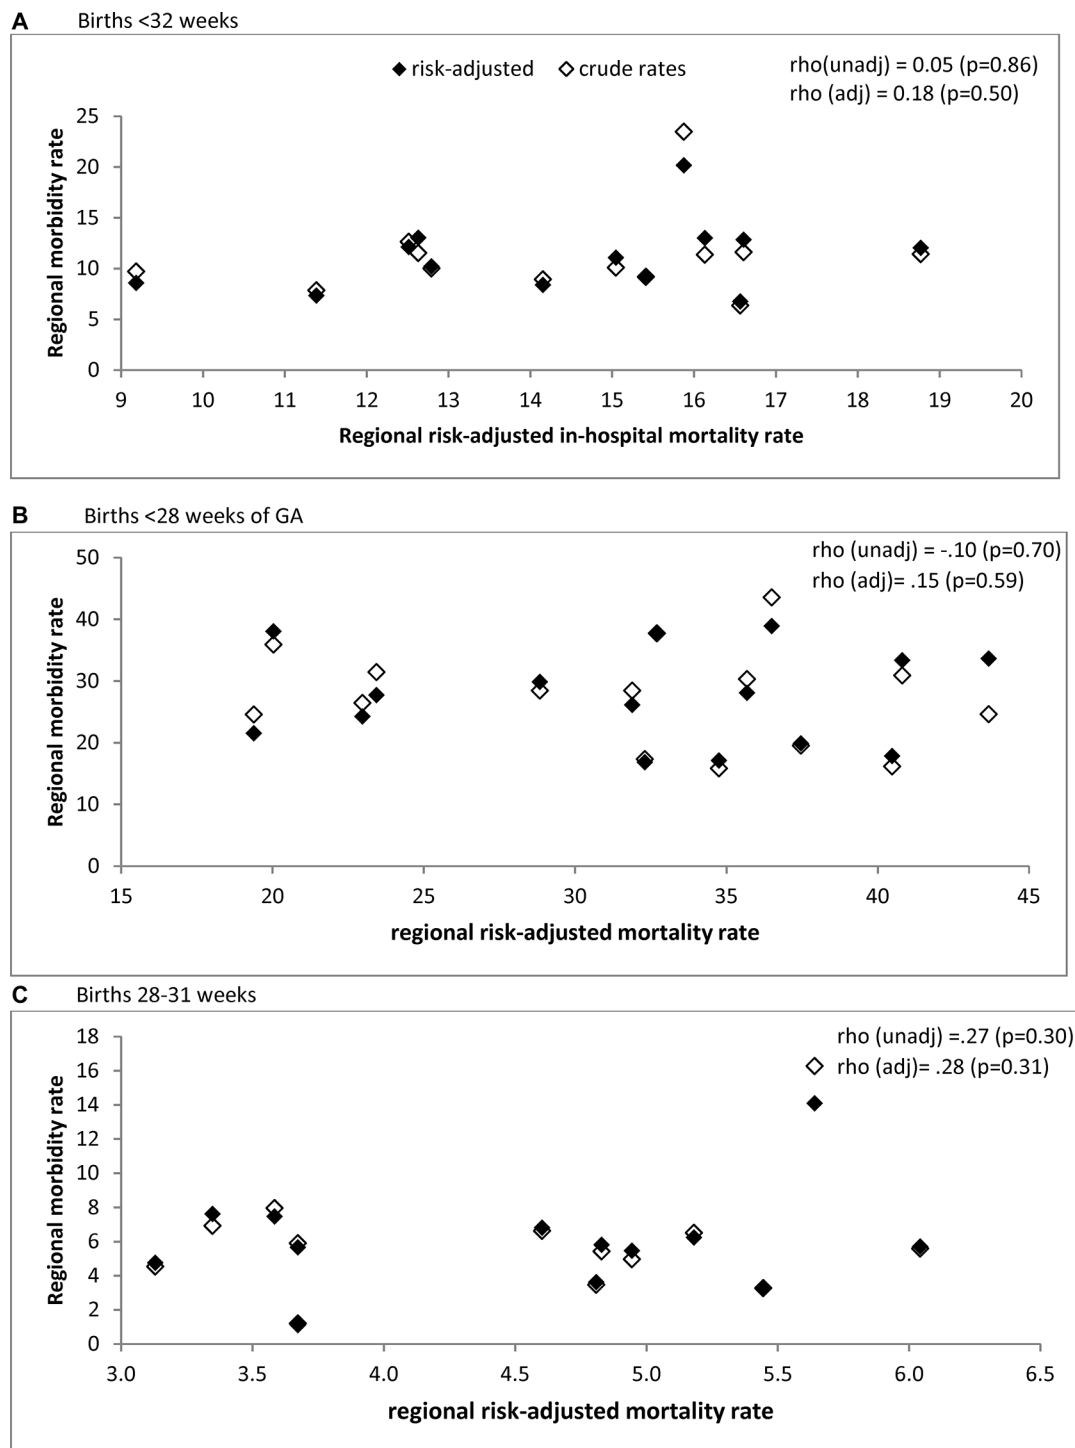 A Births <32 weeks
risk-adjusted crude rates
rho(unadj) = 0.05 (p=0.86)
rho (adj) = 0.18 (p=0.50)
Regional morbidity rate
25
20
15
10
5
0
9 10 11 12 13 14 15 16 17 18 19 20
Regional risk-adjusted in-hospital mortality rate
B Births <28 weeks of GA
rho (unadj) = -.10 (p=0.70)
rho (adj)= .15 (p=0.59)
Regional morbidity rate
50
40
30
20
10
0
15 20 25 30 35 40 45
regional risk-adjusted mortality rate
C Births 28-31 weeks
rho (unadj) =.27 (p=0.30)
rho (adj)= .28 (p=0.31)
Regional morbidity rate
18
16
14
12
10
8
6
4
2
0
3.0 3.5 4.0 4.5 5.0 5.5 6.0 6.5
regional risk-adjusted mortality rate